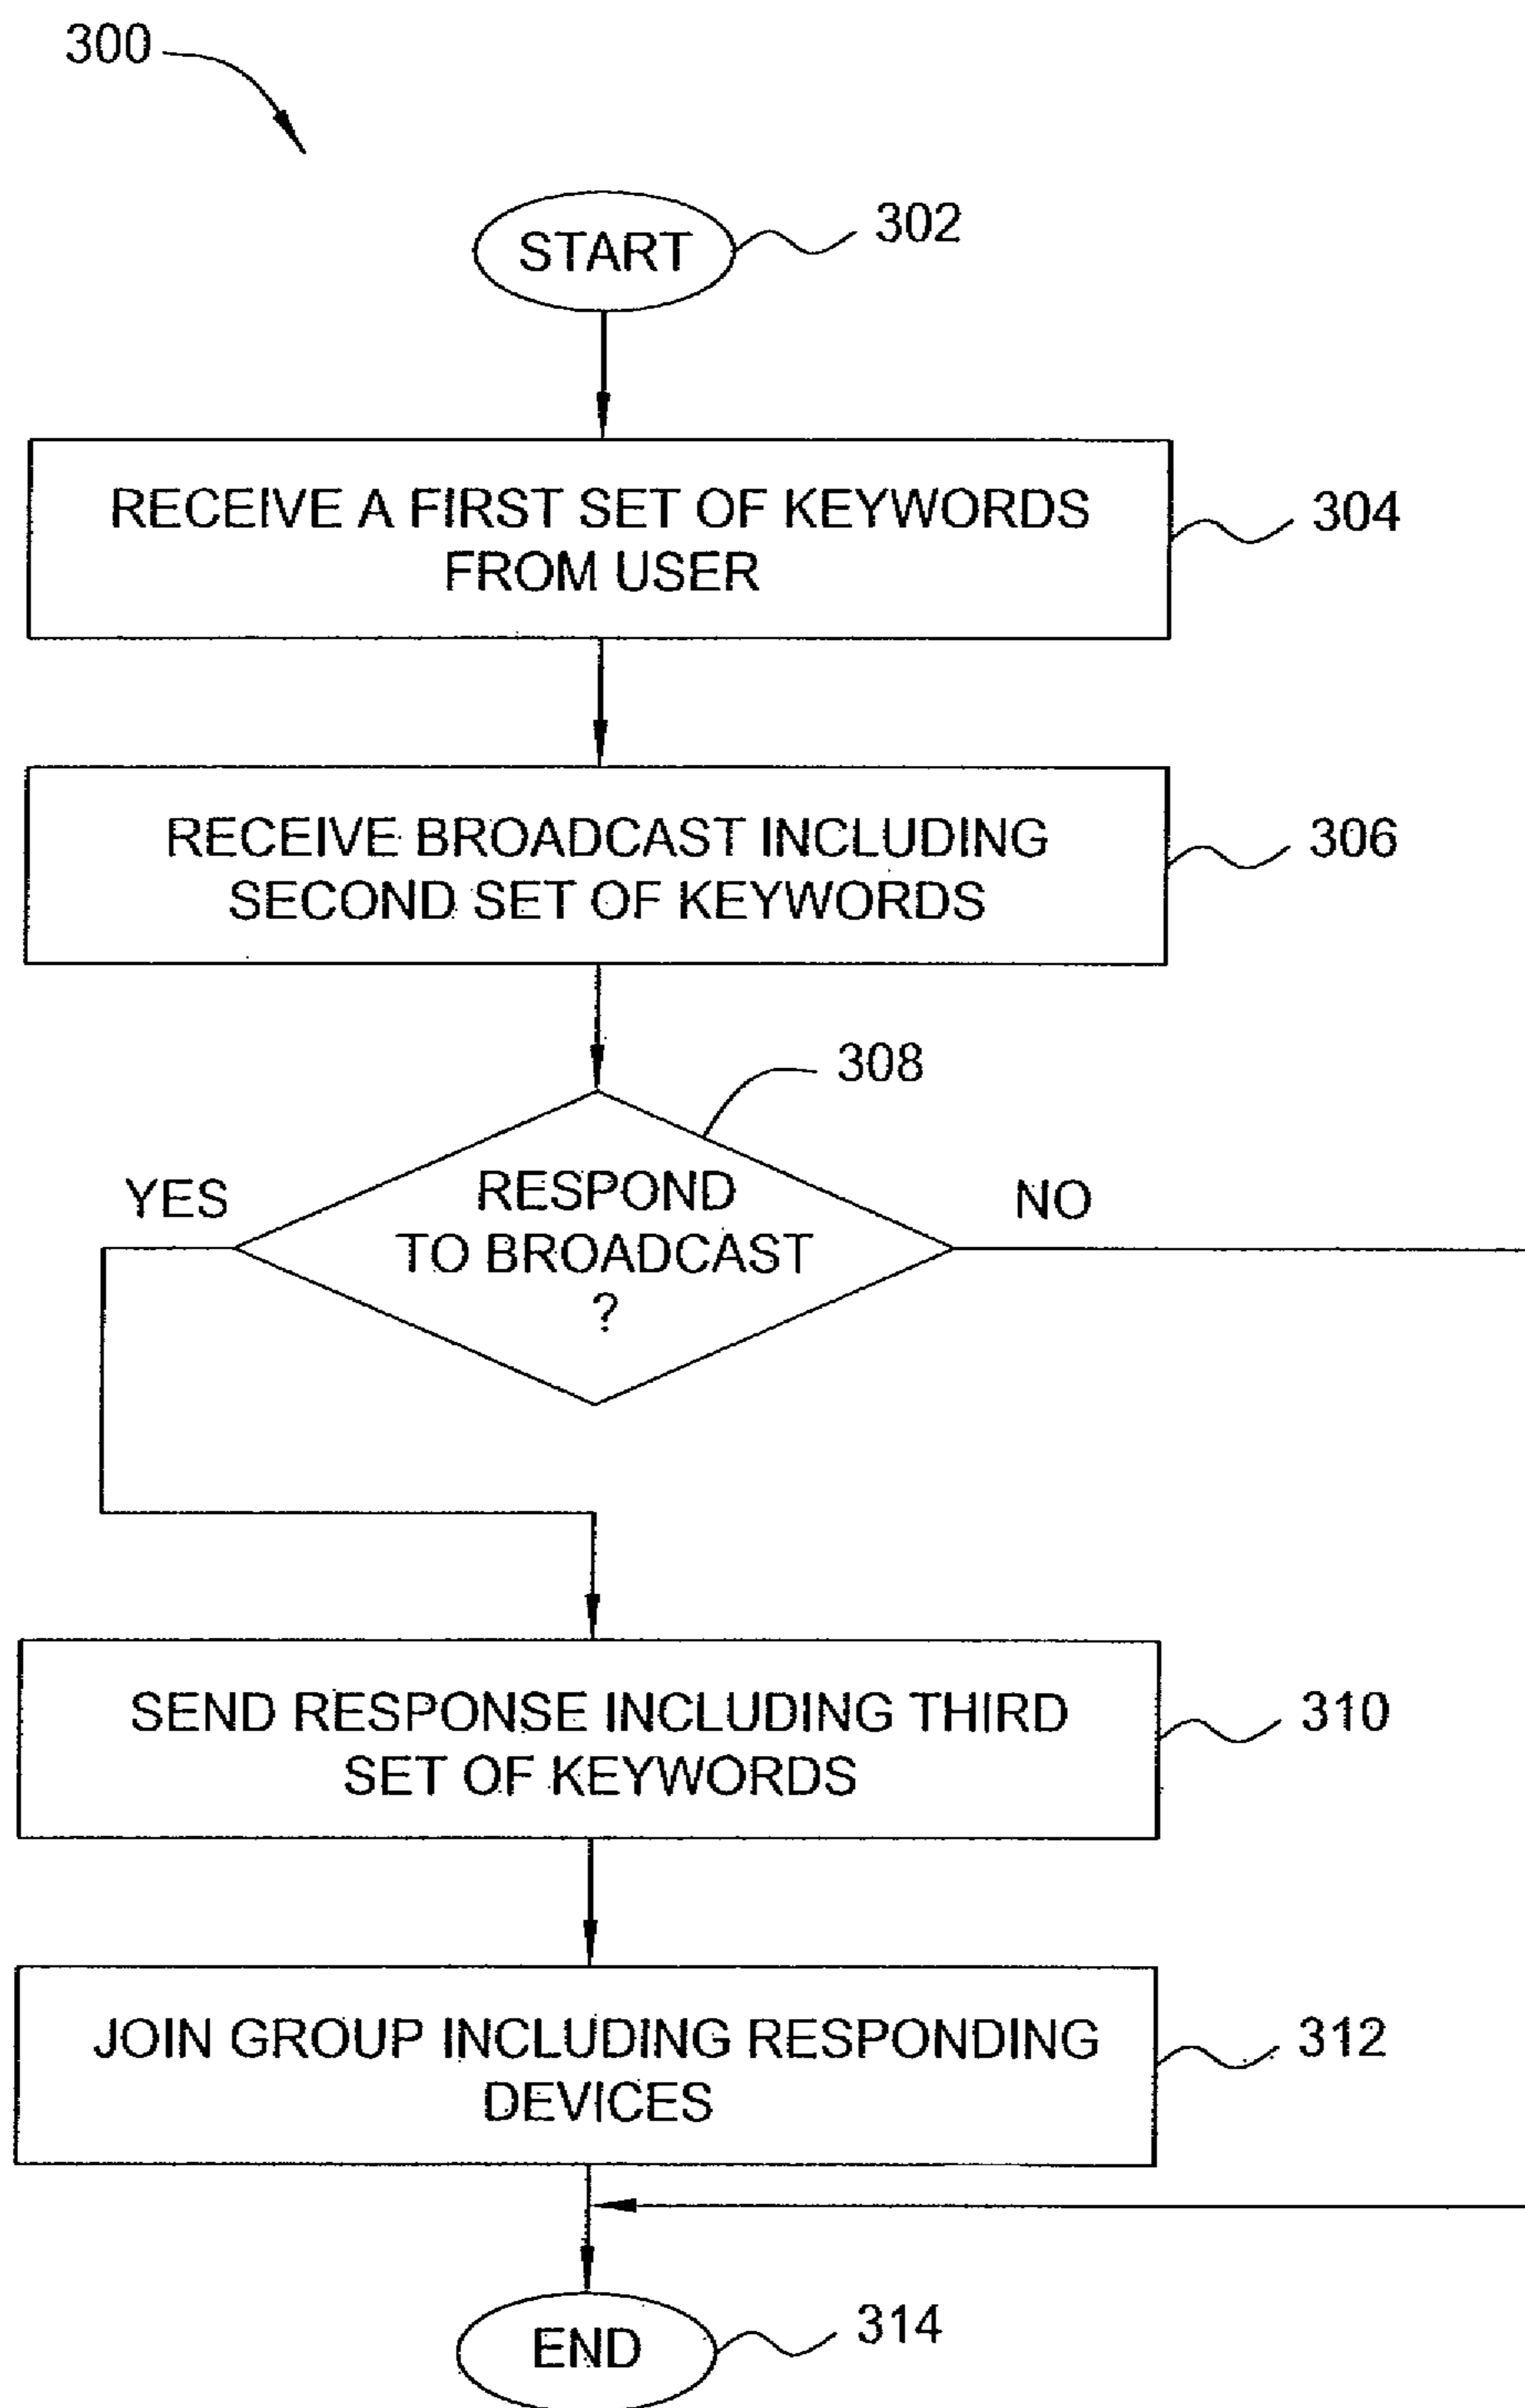 300
START
302
RECEIVE A FIRST SET OF KEYWORDS
FROM USER
304
RECEIVE BROADCAST INCLUDING
SECOND SET OF KEYWORDS
306
308
YES
RESPOND
TO BROADCAST
?
NO
SEND RESPONSE INCLUDING THIRD
SET OF KEYWORDS
310
JOIN GROUP INCLUDING RESPONDING
DEVICES
312
END
314